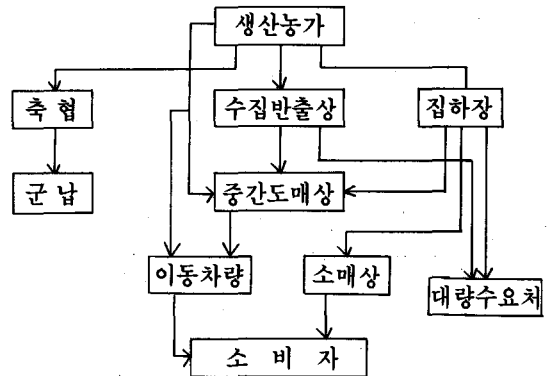 생산농가
축협
수집반출상
집하장
군납
중간도매상
이동차량
소매상
대량수요처
소비자